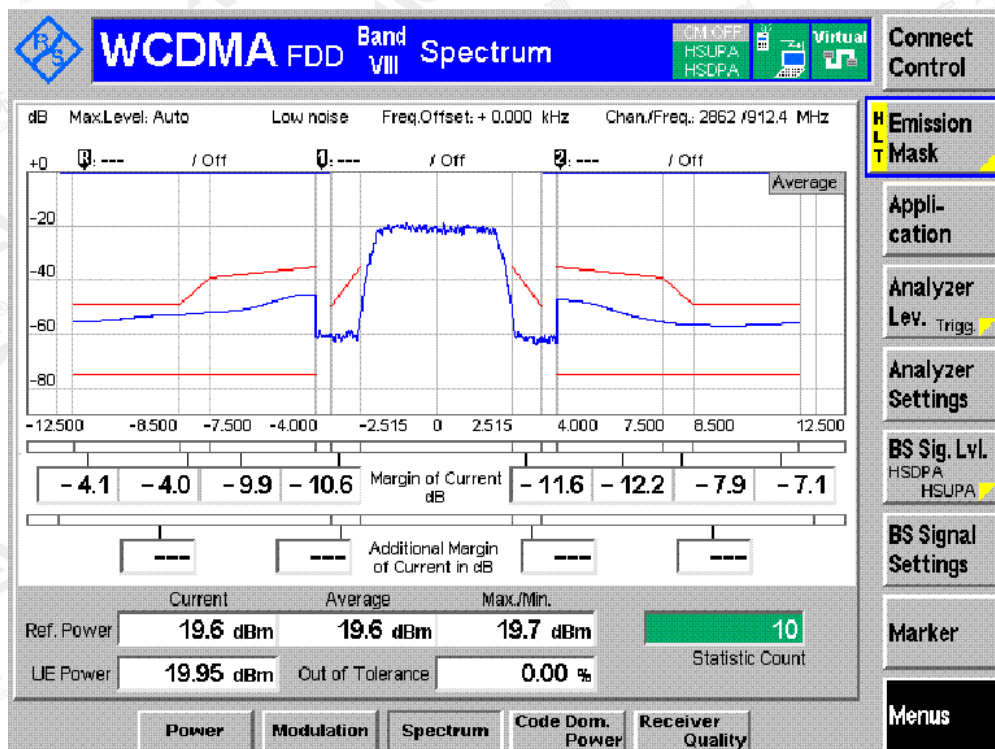 R&S
WCDMA FDD Band VIII Spectrum
HSUPA
HSDPA
Virtual
Connect Control
dB Max.Level: Auto Low noise Freq.Offset: + 0.000 kHz Chan./Freq.: 2862 /912.4 MHz
HLT
Emission Mask
+0 R: --- / Off 1: --- / Off 2: --- / Off
Average
Appli-
cation
-20
-40
-60
-80
Analyzer
Lev. Trigg.
Analyzer
Settings
-12.500 -8.500 -7.500 -4.000 -2.515 0 2.515 4.000 7.500 8.500 12.500
BS Sig. Lvl.
HSDPA
HSUPA
-4.1 -4.0 -9.9 -10.6 Margin of Current dB -11.6 -12.2 -7.9 -7.1
BS Signal
Settings
--- --- Additional Margin of Current in dB --- ---
Current Average Max./Min.
Ref. Power 19.6 dBm 19.6 dBm 19.7 dBm 10
Statistic Count
Marker
UE Power 19.95 dBm Out of Tolerance 0.00 %
Power Modulation Spectrum Code Dom. Power Receiver Quality
Menus